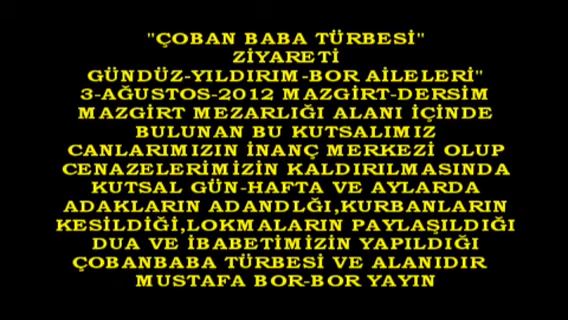 "ÇOBAN BABA TÜRBESİ"
ZİYARETİ
GÜNDÜZ-YILDIRIM-BOR AİLELERİ"
3-AĞUSTOS-2012 MAZGİRT-DERSİM
MAZGİRT MEZARLIĞI ALANI İÇİNDE
BULUNAN BU KUTSALIMIZ
CANLARIMIZIN İNANÇ MERKEZİ OLUP
CENAZELERİMİZİN KALDIRILMASINDA
KUTSAL GÜN-HAFTA VE AYLARDA
ADAKLARIN ADANDLĞI,KURBANLARIN
KESİLDİĞİ,LOKMALARIN PAYLAŞILDIĞI
DUA VE İBABETİMİZİN YAPILDIĞI
ÇOBANBABA TÜRBESİ VE ALANIDIR
MUSTAFA BOR-BOR YAYIN